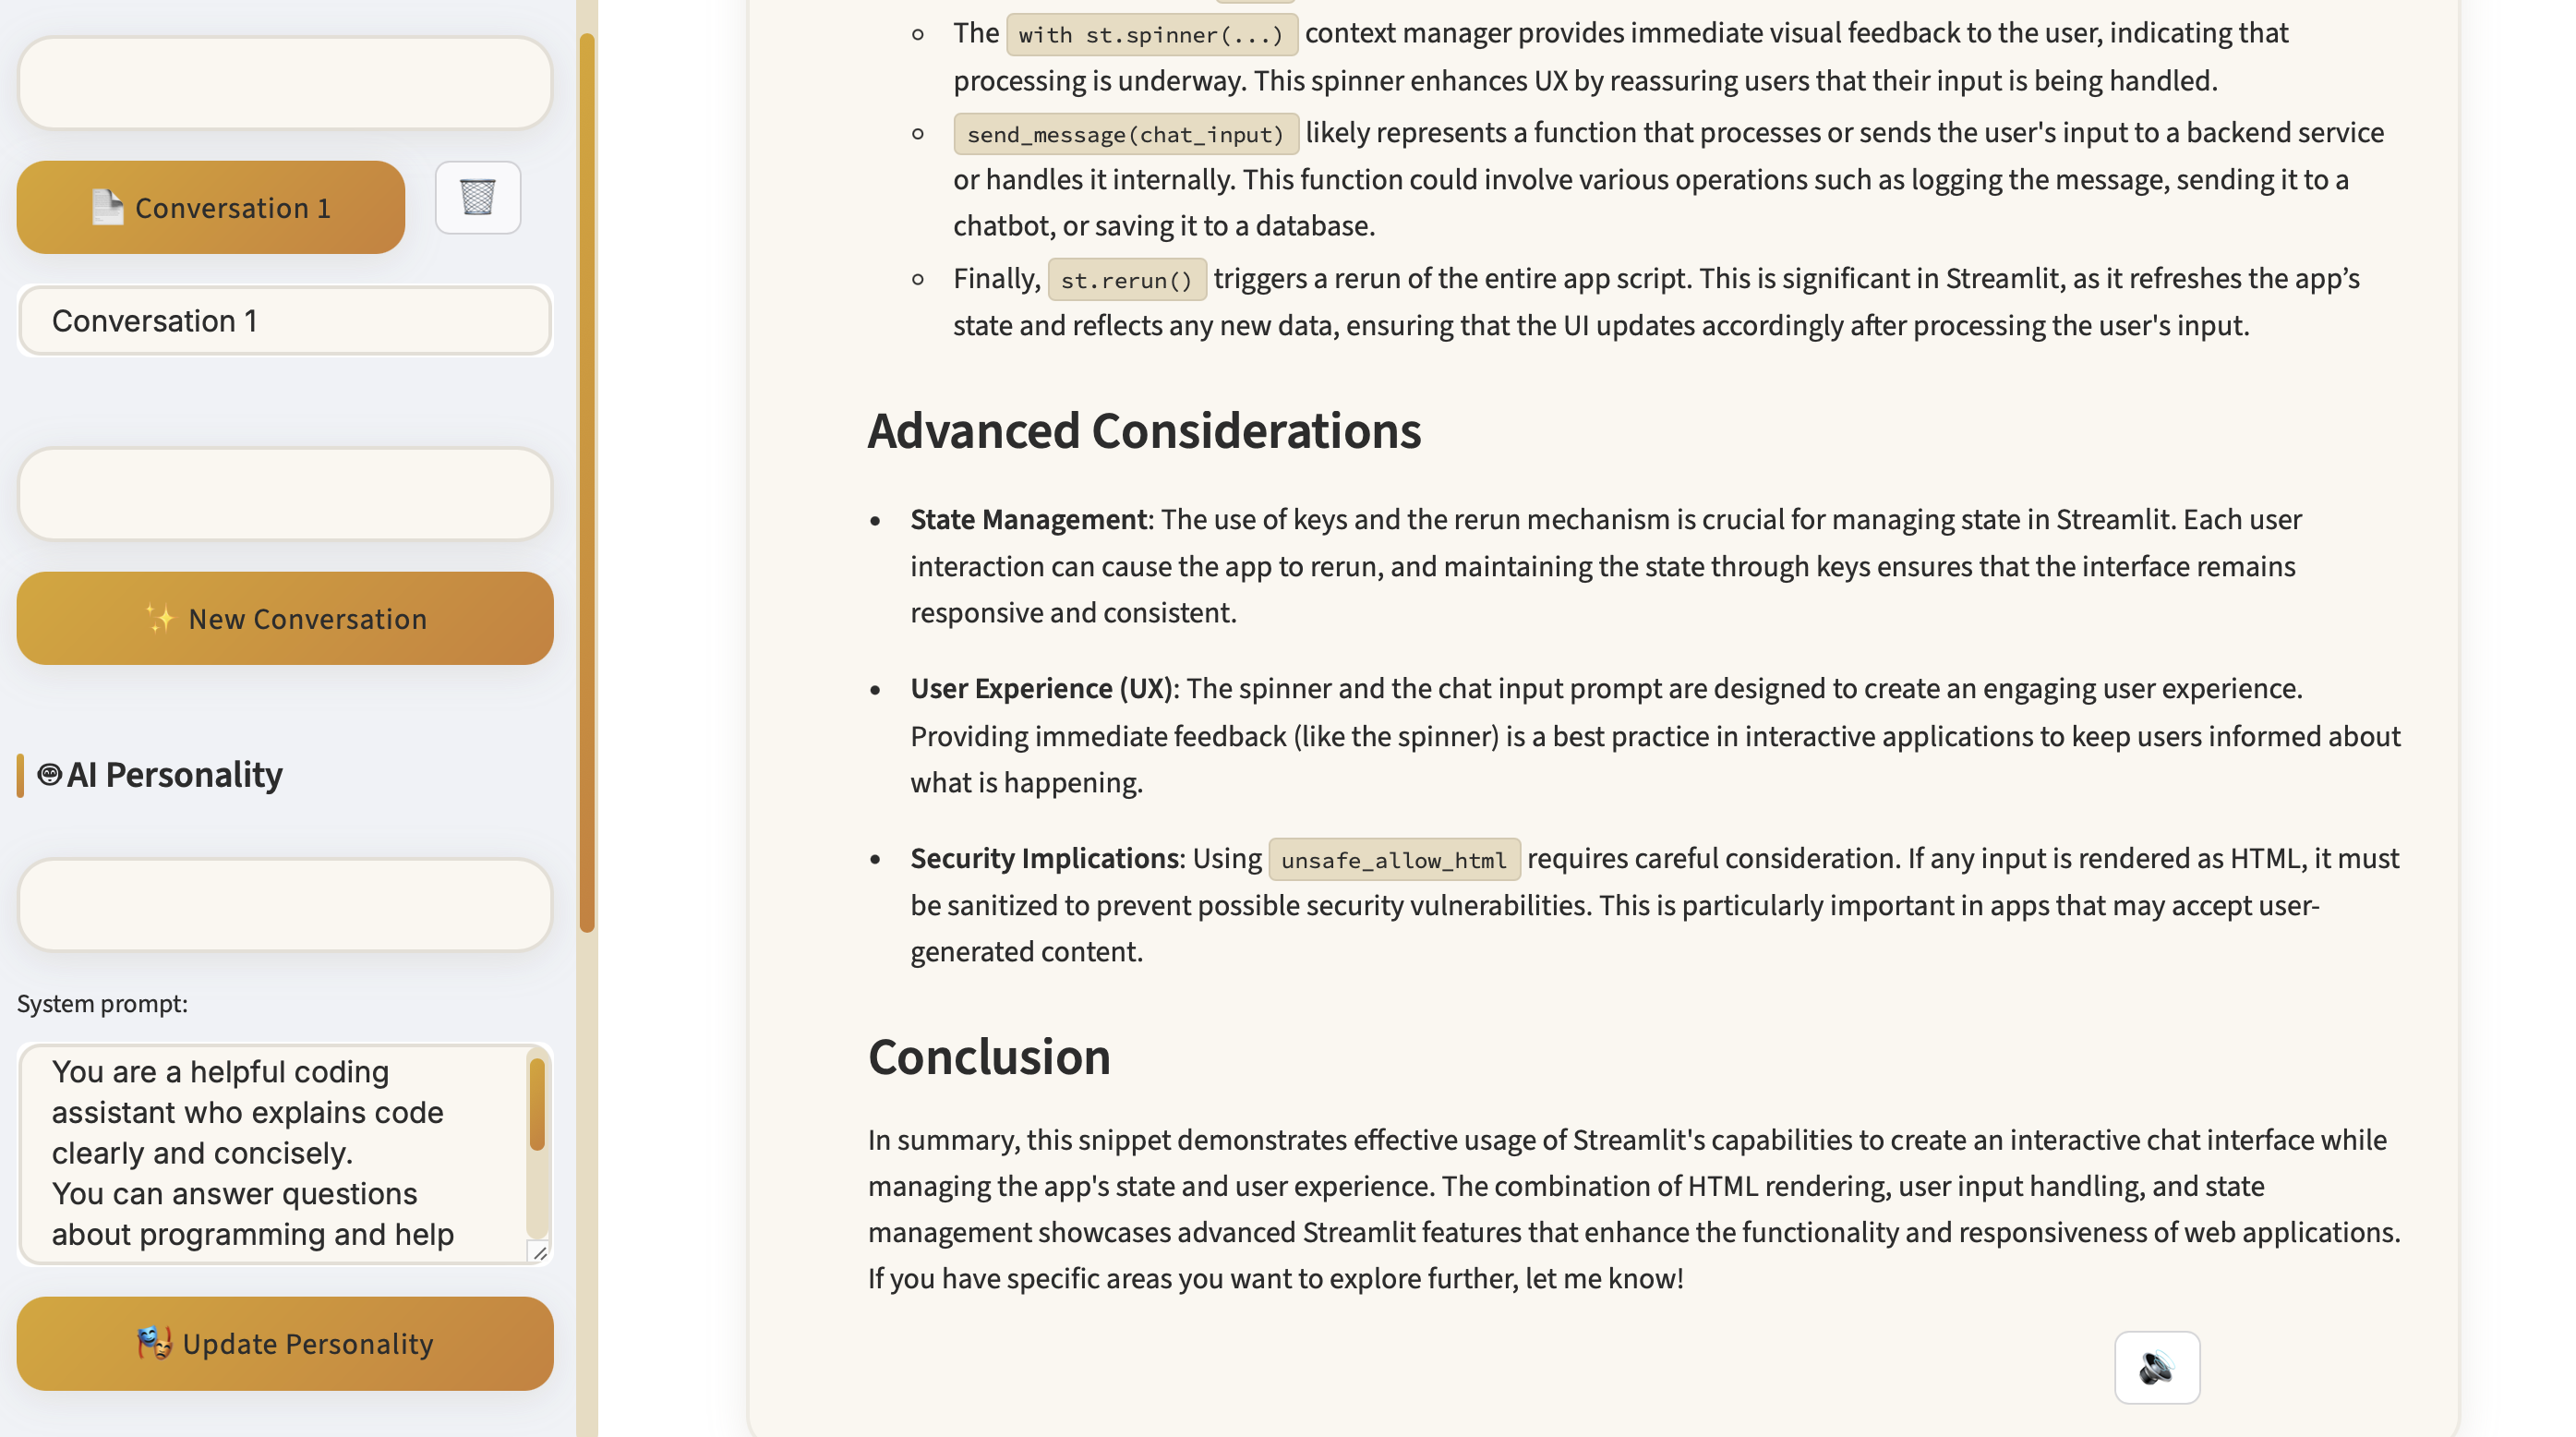 Conversation 1
Conversation 1
New Conversation
AI Personality
System prompt:
You are a helpful coding
assistant who explains code
clearly and concisely.
You can answer questions
about programming and help
Update Personality
The with st.spinner(...) context manager provides immediate visual feedback to the user, indicating that
processing is underway. This spinner enhances UX by reassuring users that their input is being handled.
send_message(chat_input) likely represents a function that processes or sends the user's input to a backend service
or handles it internally. This function could involve various operations such as logging the message, sending it to a
chatbot, or saving it to a database.
Finally, st.rerun() triggers a rerun of the entire app script. This is significant in Streamlit, as it refreshes the app’s
state and reflects any new data, ensuring that the UI updates accordingly after processing the user's input.
Advanced Considerations
State Management: The use of keys and the rerun mechanism is crucial for managing state in Streamlit. Each user
interaction can cause the app to rerun, and maintaining the state through keys ensures that the interface remains
responsive and consistent.
User Experience (UX): The spinner and the chat input prompt are designed to create an engaging user experience.
Providing immediate feedback (like the spinner) is a best practice in interactive applications to keep users informed about
what is happening.
Security Implications: Using unsafe_allow_html requires careful consideration. If any input is rendered as HTML, it must
be sanitized to prevent possible security vulnerabilities. This is particularly important in apps that may accept user-
generated content.
Conclusion
In summary, this snippet demonstrates effective usage of Streamlit's capabilities to create an interactive chat interface while
managing the app's state and user experience. The combination of HTML rendering, user input handling, and state
management showcases advanced Streamlit features that enhance the functionality and responsiveness of web applications.
If you have specific areas you want to explore further, let me know!